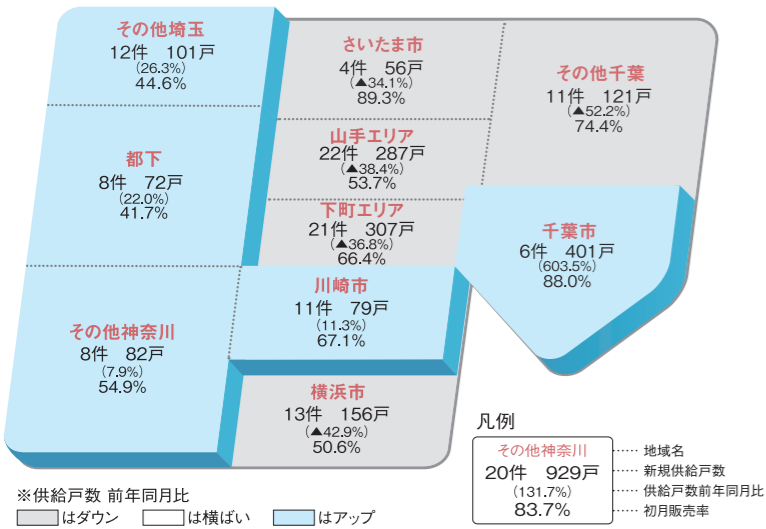 その他埼玉
12件 101戸
(26.3%)
44.6%
さいたま市
4件 56戸
(▲34.1%)
89.3%
その他千葉
11件 121戸
(▲52.2%)
74.4%
都下
8件 72戸
(22.0%)
41.7%
山手エリア
22件 287戸
(▲38.4%)
53.7%
下町エリア
21件 307戸
(▲36.8%)
66.4%
千葉市
6件 401戸
(603.5%)
88.0%
川崎市
11件 79戸
(11.3%)
67.1%
その他神奈川
8件 82戸
(7.9%)
54.9%
横浜市
13件 156戸
(▲42.9%)
50.6%
凡例
その他神奈川 …… 地域名
20件 929戸 …… 新規供給戸数
(131.7%) …… 供給戸数前年同月比
83.7% …… 初月販売率
※供給戸数 前年同月比
はダウン は横ばい はアップ